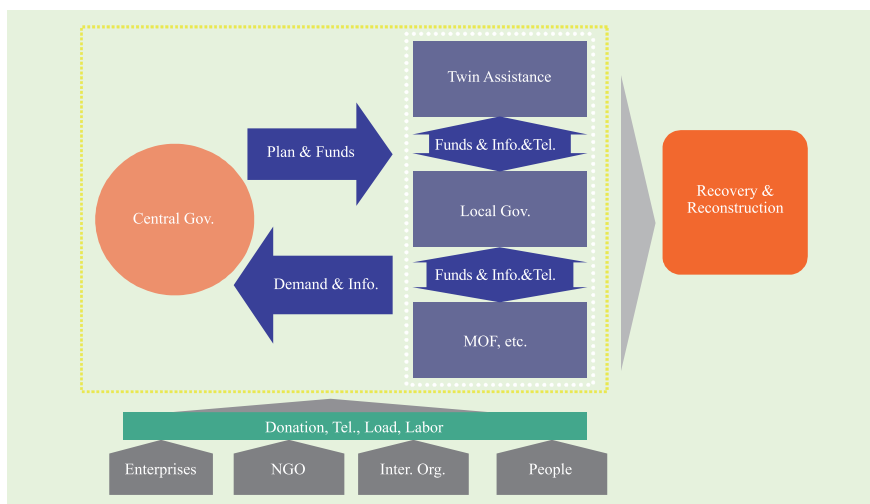 Twin Assistance
Funds & Info.&Tel.
Plan & Funds
Central Gov.
Local Gov.
Recovery &
Reconstruction
Demand & Info.
Funds & Info.&Tel.
MOF, etc.
Donation, Tel., Load, Labor
Enterprises
NGO
Inter. Org.
People